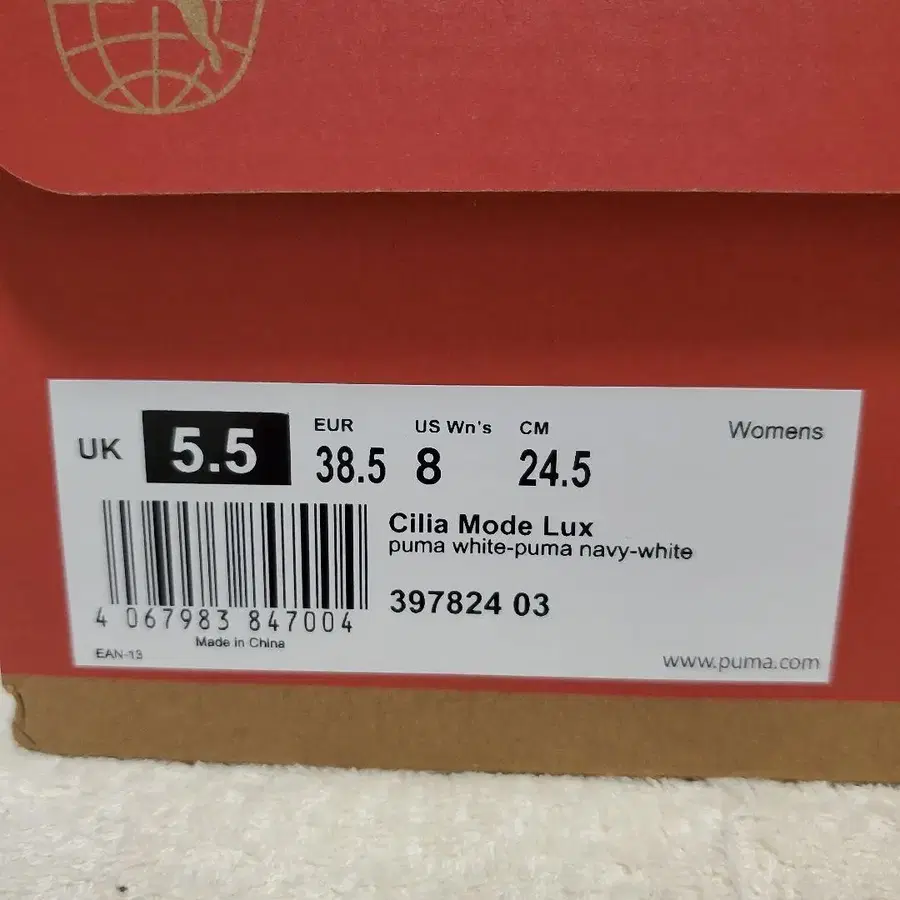 UK 5.5 EUR 38.5 US Wn's 8 CM 24.5 Womens
Cilia Mode Lux
puma white-puma navy-white
397824 03
4 067983 847004
Made in China
EAN-13
www.puma.com